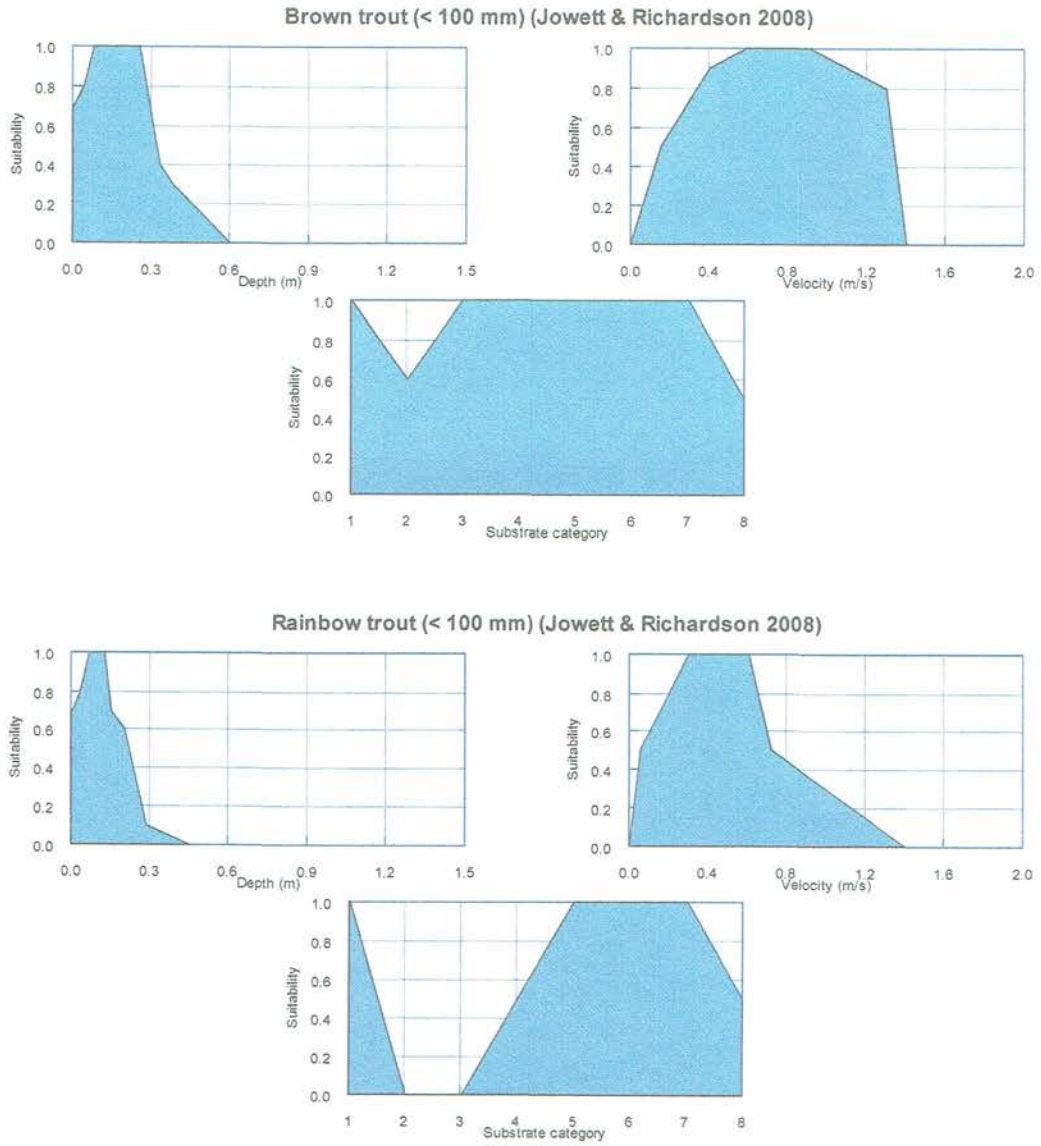 Brown trout (< 100 mm) (Jowett & Richardson 2008)
Suitability
1.0
0.8
0.6
0.4
0.2
0.0
0.0 0.3 0.6 0.9 1.2 1.5
Depth (m)
Suitability
1.0
0.8
0.6
0.4
0.2
0.0
0.0 0.4 0.8 1.2 1.6 2.0
Velocity (m/s)
Suitability
1.0
0.8
0.6
0.4
0.2
0.0
1 2 3 4 5 6 7 8
Substrate category
Rainbow trout (< 100 mm) (Jowett & Richardson 2008)
Suitability
1.0
0.8
0.6
0.4
0.2
0.0
0.0 0.3 0.6 0.9 1.2 1.5
Depth (m)
Suitability
1.0
0.8
0.6
0.4
0.2
0.0
0.0 0.4 0.8 1.2 1.6 2.0
Velocity (m/s)
Suitability
1.0
0.8
0.6
0.4
0.2
0.0
1 2 3 4 5 6 7 8
Substrate category